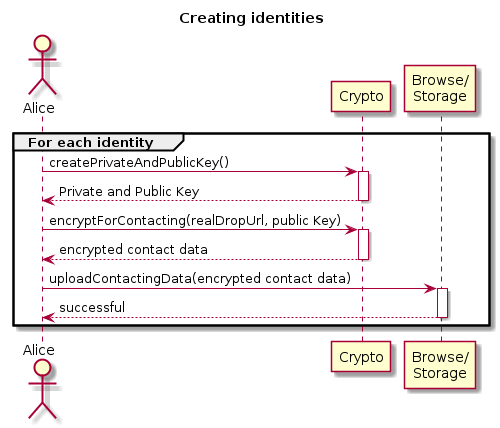 Creating identities
Alice
Crypto
Browse/
Storage
For each identity
createPrivateAndPublicKey()
Private and Public Key
encryptForContacting(realDropUrl, public Key)
encrypted contact data
uploadContactingData(encrypted contact data)
successful
Alice
Crypto
Browse/
Storage